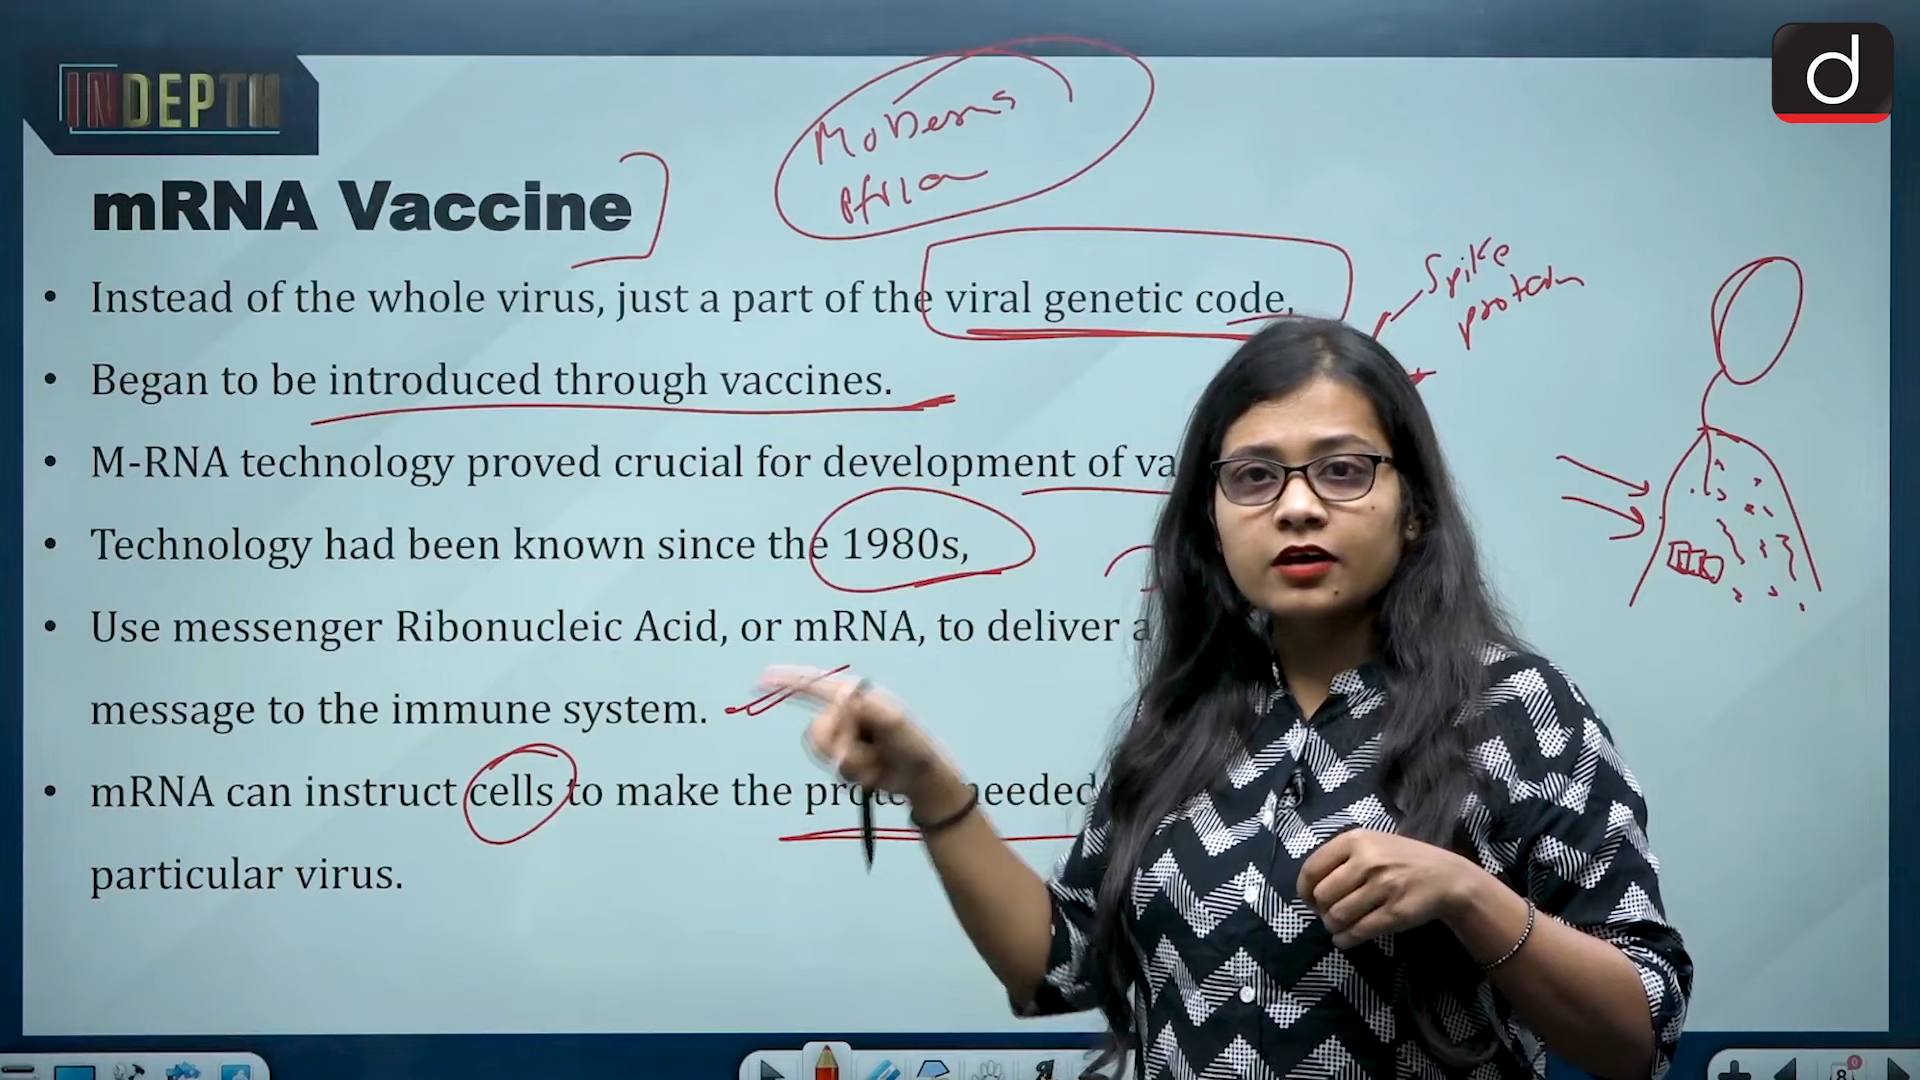 INDEPTH
d
Moderna
Pfizer
mRNA Vaccine
• Instead of the whole virus, just a part of the viral genetic code,
Spike
protein
• Began to be introduced through vaccines.
• M-RNA technology proved crucial for development of va
• Technology had been known since the 1980s,
• Use messenger Ribonucleic Acid, or mRNA, to deliver a
message to the immune system.
• mRNA can instruct cells to make the needed
particular virus.
8
0